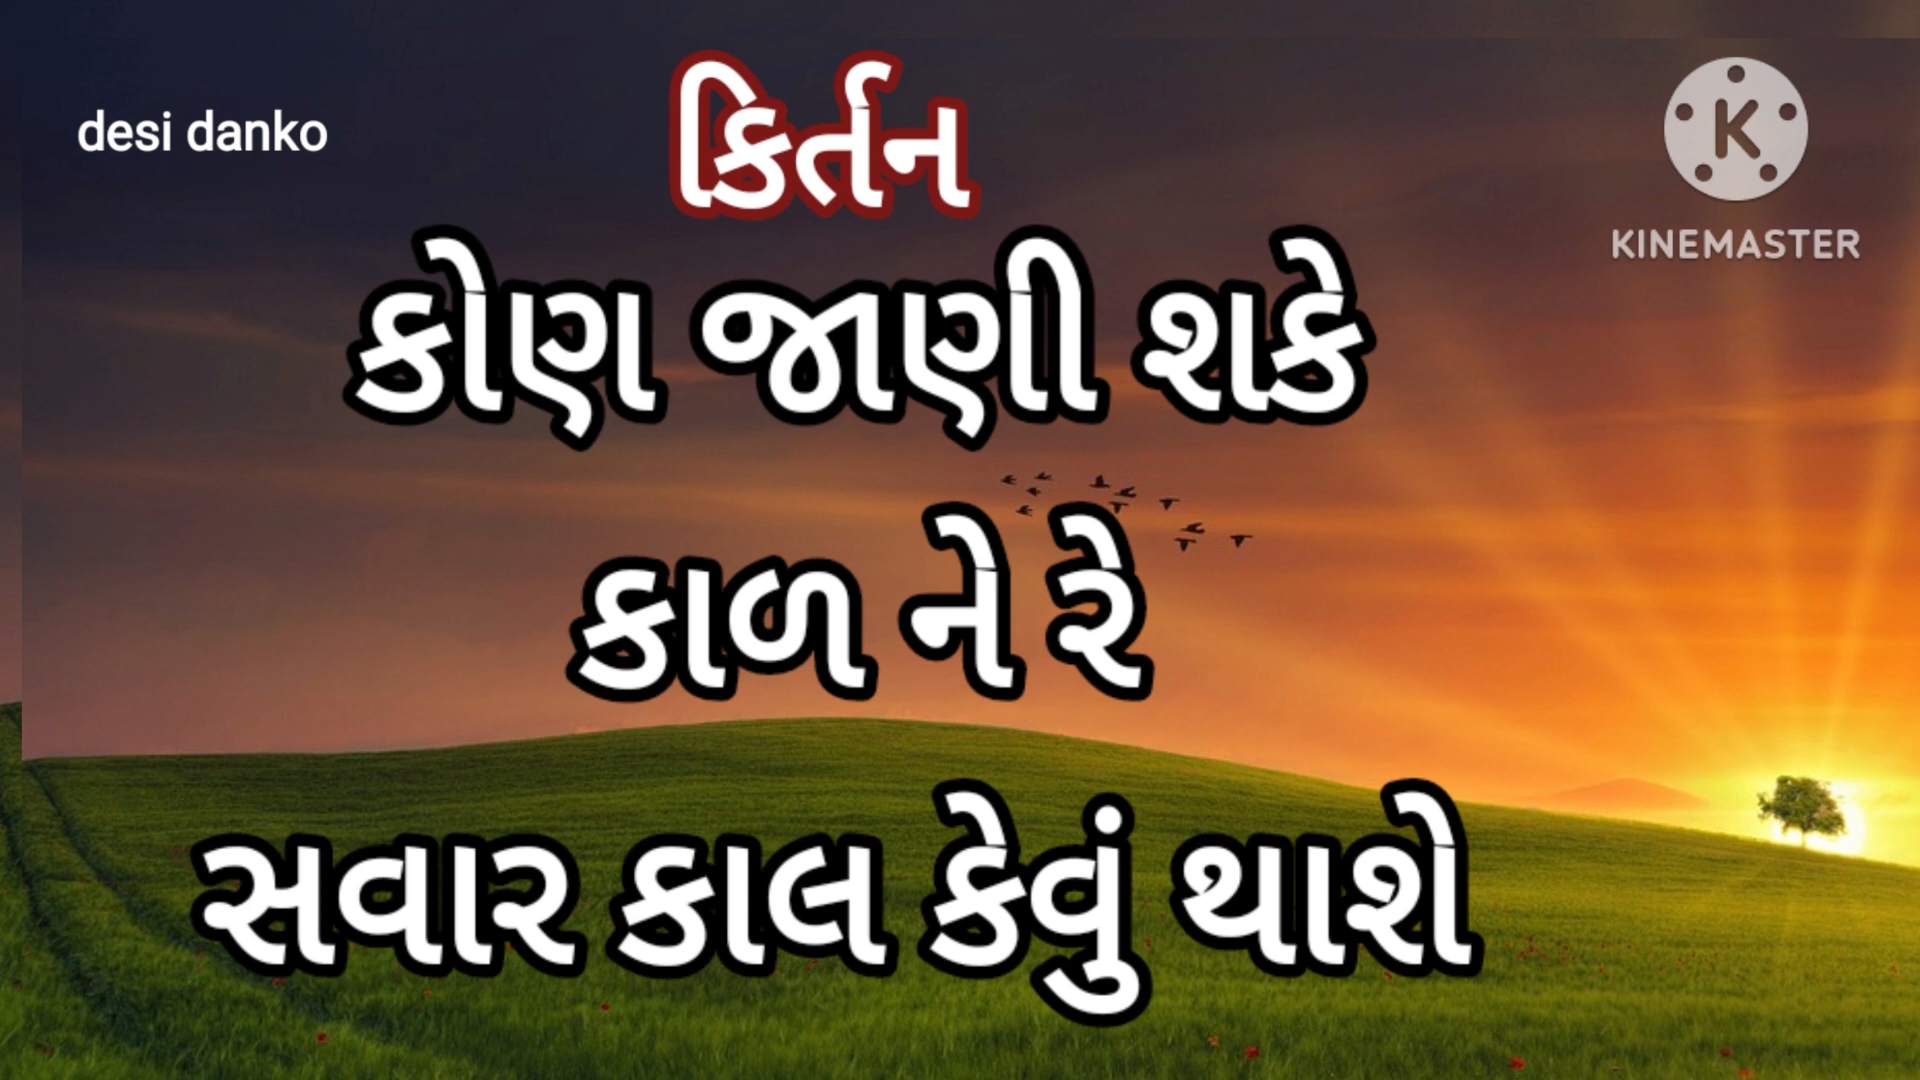 desi danko
કિર્તન
KINEMASTER
કોણ જાણી શકે
કાળ ને રે
સવાર કાલ કેવું થાશે